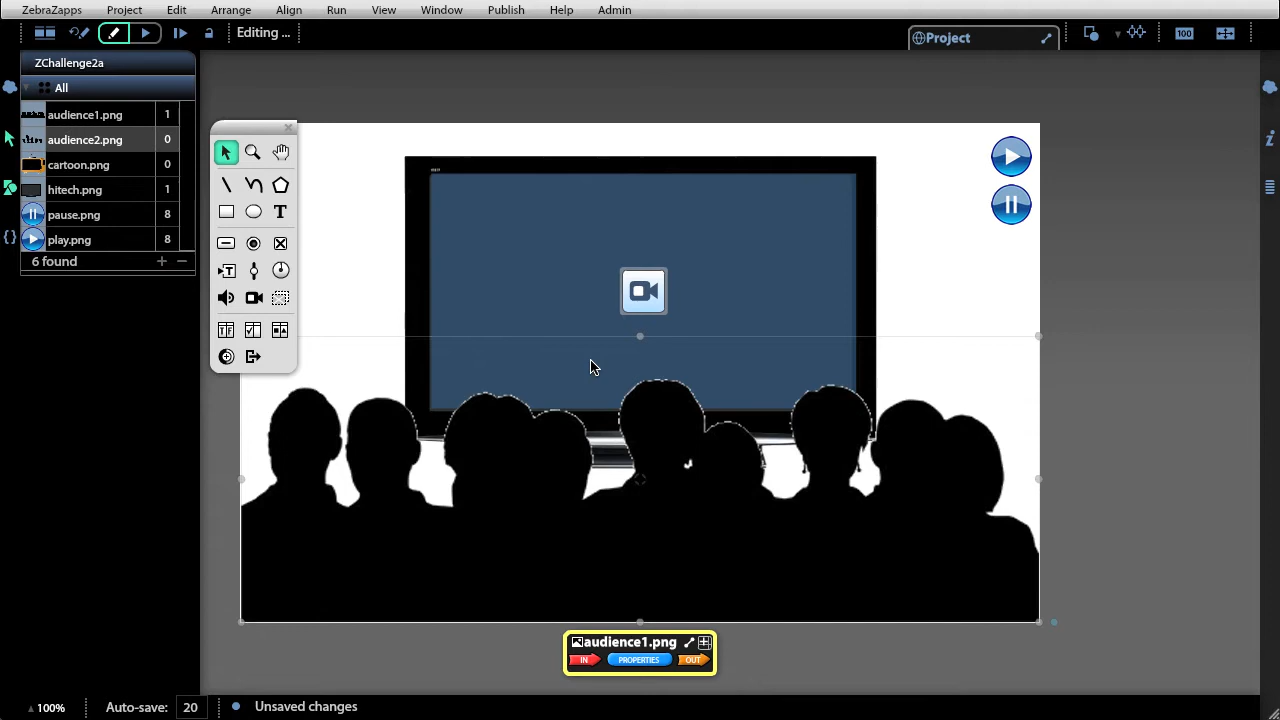 ZebraZapps Project Edit Arrange Align Run View Window Publish Help Admin
Editing ...
Project
100
ZChallenge2a
All
audience1.png 1
audience2.png 0
cartoon.png 0
hitech.png 1
pause.png 8
play.png 8
6 found
T
T
audience1.png
IN PROPERTIES OUT
100% Auto-save: 20 Unsaved changes